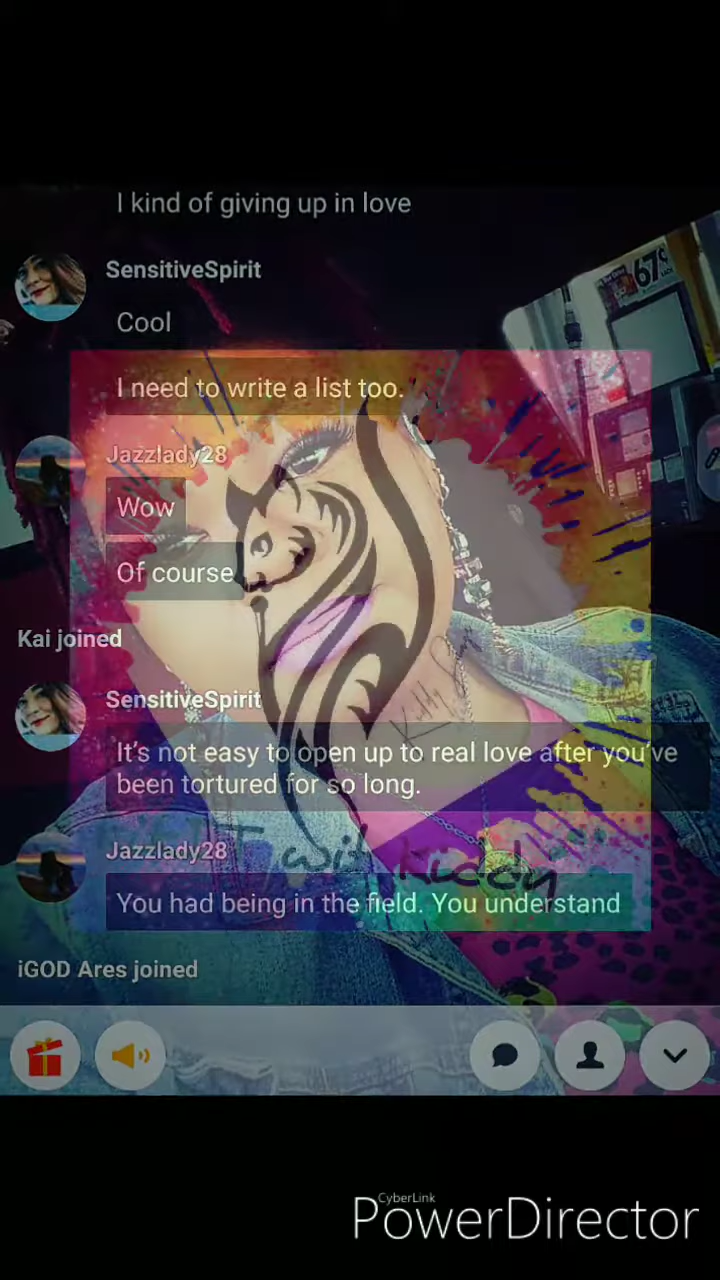 I kind of giving up in love
SensitiveSpirit
Cool
67¢
I need to write a list too.
Jazzlady28
Wow
Of course
Kai joined
SensitiveSpirit
It's not easy to open up to real love after you've
been tortured for so long.
Jazzlady28
You had being in the field. You understand
iGOD Ares joined
CyberLink
PowerDirector